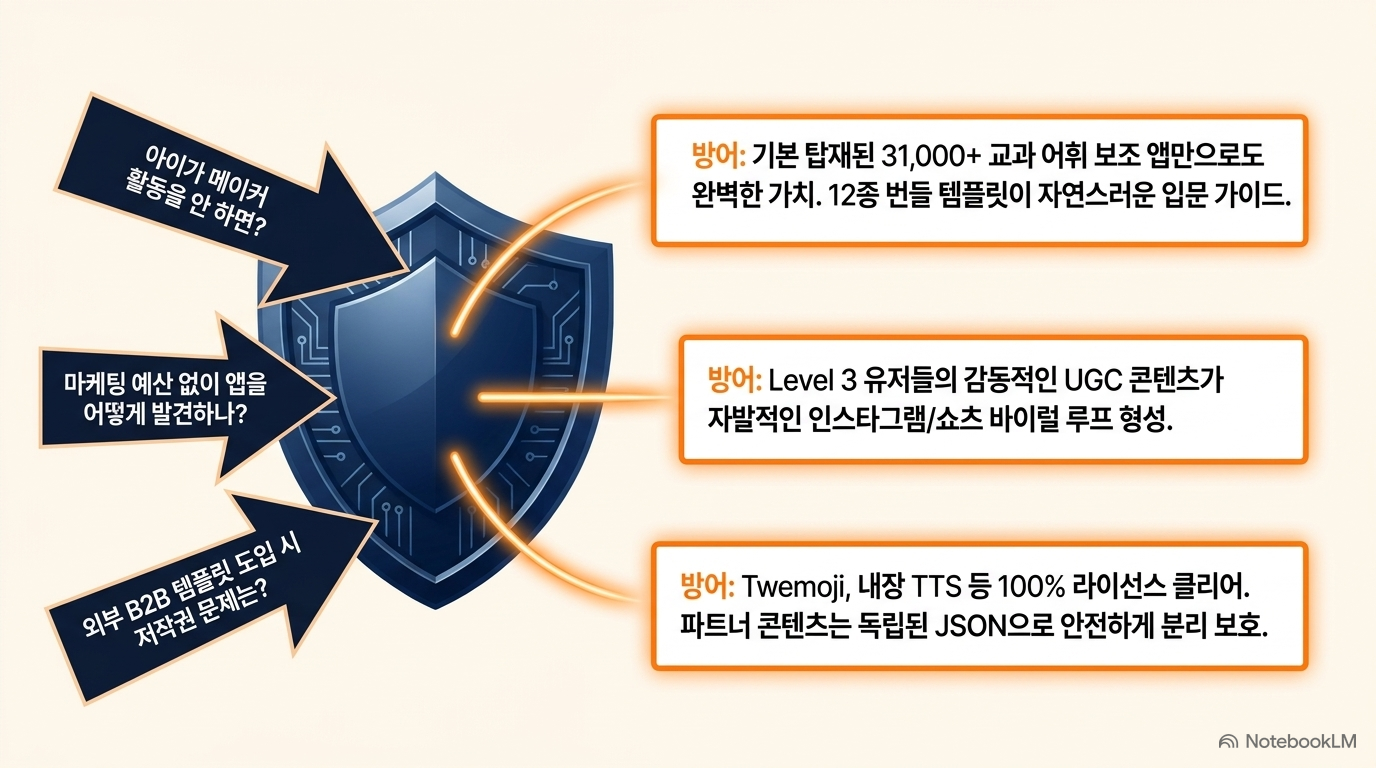 아이가 메이커
활동을 안 하면?
방어: 기본 탑재된 31,000+ 교과 어휘 보조 앱만으로도
완벽한 가치. 12종 번들 템플릿이 자연스러운 입문 가이드.
마케팅 예산 없이 앱을
어떻게 발견하나?
방어: Level 3 유저들의 감동적인 UGC 콘텐츠가
자발적인 인스타그램/쇼츠 바이럴 루프 형성.
외부 B2B 템플릿 도입 시
저작권 문제는?
방어: Twemoji, 내장 TTS 등 100% 라이선스 클리어.
파트너 콘텐츠는 독립된 JSON으로 안전하게 분리 보호.
NotebookLM